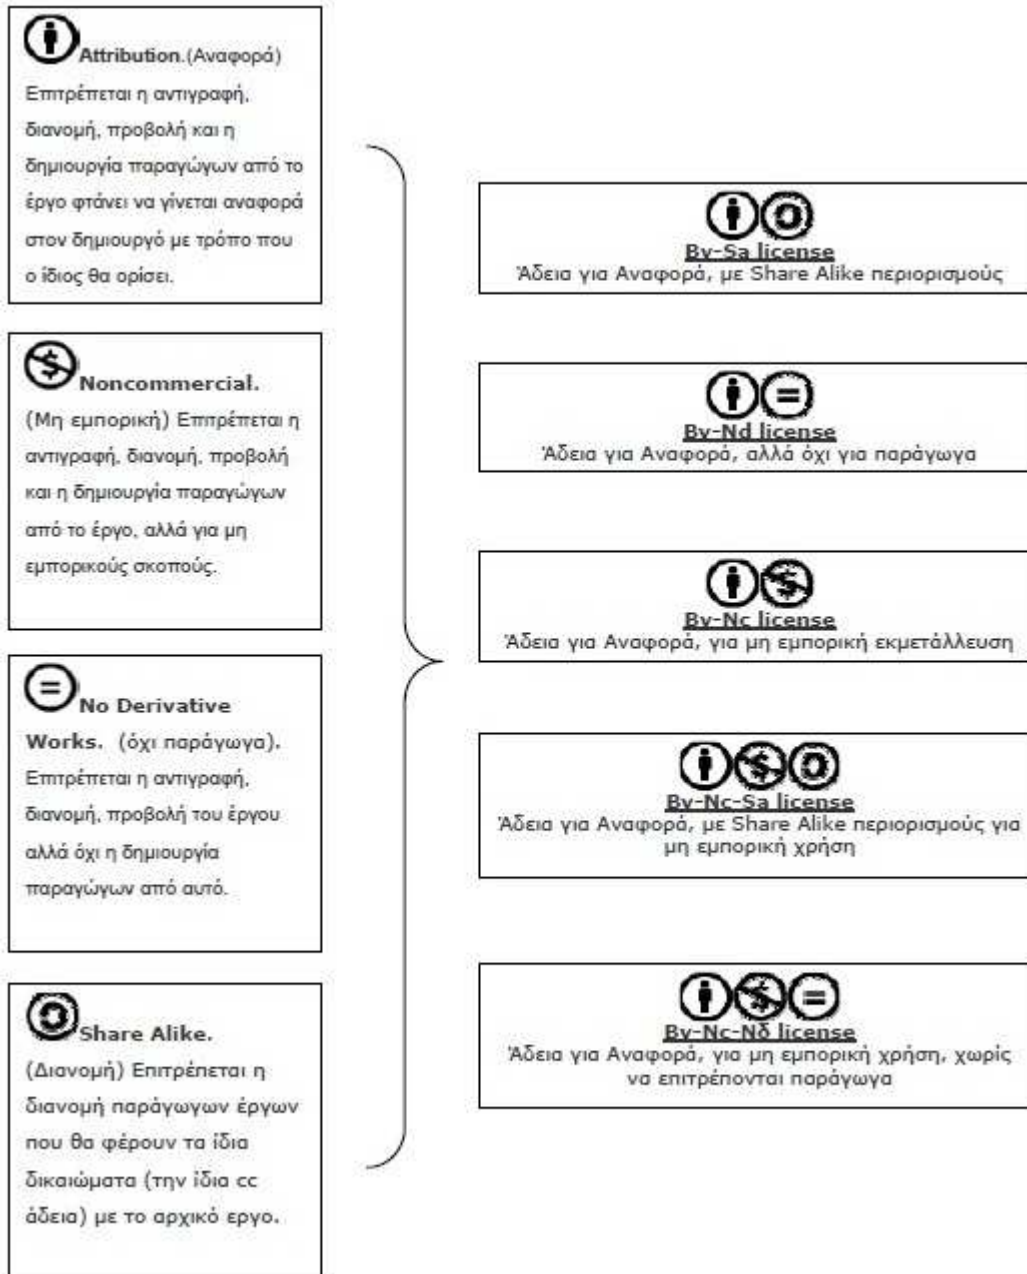 Attribution.(Αναφορά)
Επιτρέπεται η αντιγραφή,
διανομή, προβολή και η
δημιουργία παραγώγων από το
έργο φτάνει να γίνεται αναφορά
στον δημιουργό με τρόπο που
ο ίδιος θα ορίσει.
Noncommercial.
(Μη εμπορική) Επιτρέπεται η
αντιγραφή, διανομή, προβολή
και η δημιουργία παραγώγων
από το έργο, αλλά για μη
εμπορικούς σκοπούς.
No Derivative
Works. (όχι παράγωγα).
Επιτρέπεται η αντιγραφή,
διανομή, προβολή του έργου
αλλά όχι η δημιουργία
παραγώγων από αυτό.
Share Alike.
(Διανομή) Επιτρέπεται η
διανομή παράγωγων έργων
που θα φέρουν τα ίδια
δικαιώματα (την ίδια cc
άδεια) με το αρχικό εργο.
By-Sa license
Άδεια για Αναφορά, με Share Alike περιορισμούς
By-Nd license
Άδεια για Αναφορά, αλλά όχι για παράγωγα
By-Nc license
Άδεια για Αναφορά, για μη εμπορική εκμετάλλευση
By-Nc-Sa license
Άδεια για Αναφορά, με Share Alike περιορισμούς για
μη εμπορική χρήση
By-Nc-Nδ license
Άδεια για Αναφορά, για μη εμπορική χρήση, χωρίς
να επιτρέπονται παράγωγα